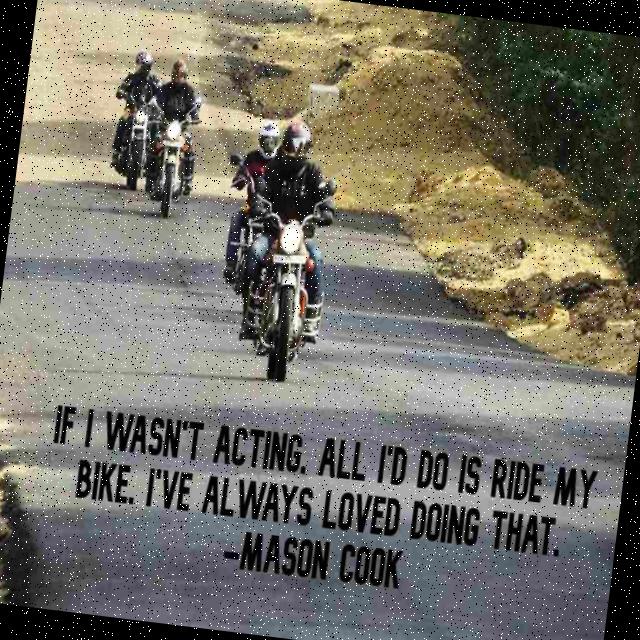 IF I WASN'T ACTING. ALL I'D DO IS RIDE MY
BIKE. I'VE ALWAYS LOVED DOING THAT.
-MASON COOK